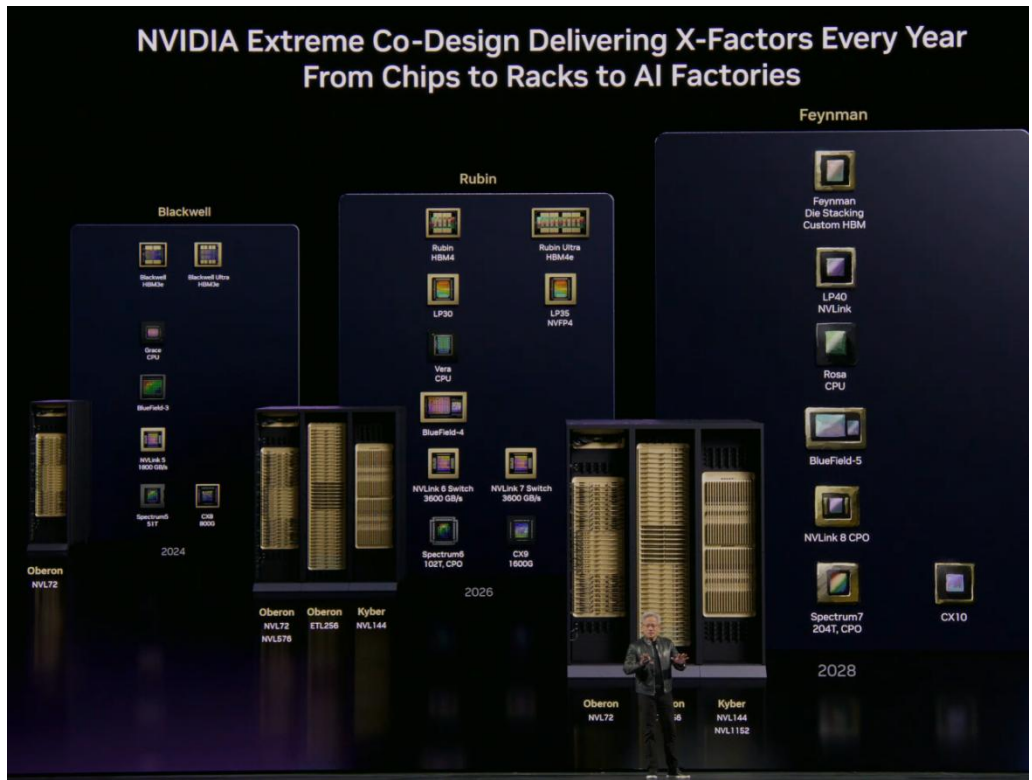 NVIDIA Extreme Co-Design Delivering X-Factors Every Year
From Chips to Racks to AI Factories
Blackwell
Blackwell
HBM3e
Blackwell Ultra
HBM3e
Grace
CPU
BlueField-3
NVLink 5
1800 GB/s
Spectrum5
51T
CX8
800G
2024
Oberon
NVL72
Rubin
Rubin
HBM4
Rubin Ultra
HBM4e
LP30
LP35
NVFP4
Vera
CPU
BlueField-4
NVLink 6 Switch
3600 GB/s
NVLink 7 Switch
3600 GB/s
Spectrum6
102T, CPO
CX9
1600G
2026
Oberon
NVL72
NVL576
Oberon
ETL256
Kyber
NVL144
Feynman
Feynman
Die Stacking
Custom HBM
LP40
NVLink
Rosa
CPU
BlueField-5
NVLink 8 CPO
Spectrum7
204T, CPO
CX10
2028
Oberon
NVL72
Kyber
NVL144
NVL1152